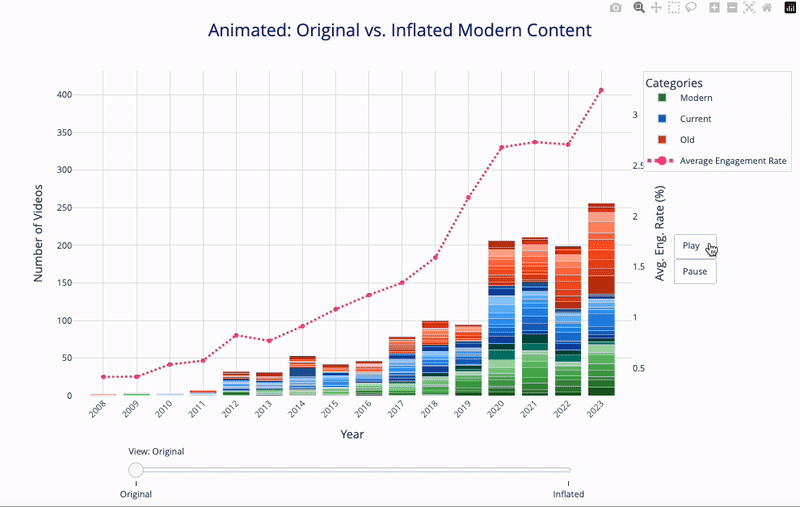 Animated: Original vs. Inflated Modern Content
Number of Videos
400
350
300
250
200
150
100
50
0
2008
2009
2010
2011
2012
2013
2014
2015
2016
2017
2018
2019
2020
2021
2022
2023
Year
3
2.5
2
1.5
1
0.5
Avg. Eng. Rate (%)
Categories
Modern
Current
Old
Average Engagement Rate
Play
Pause
View: Original
Original
Inflated